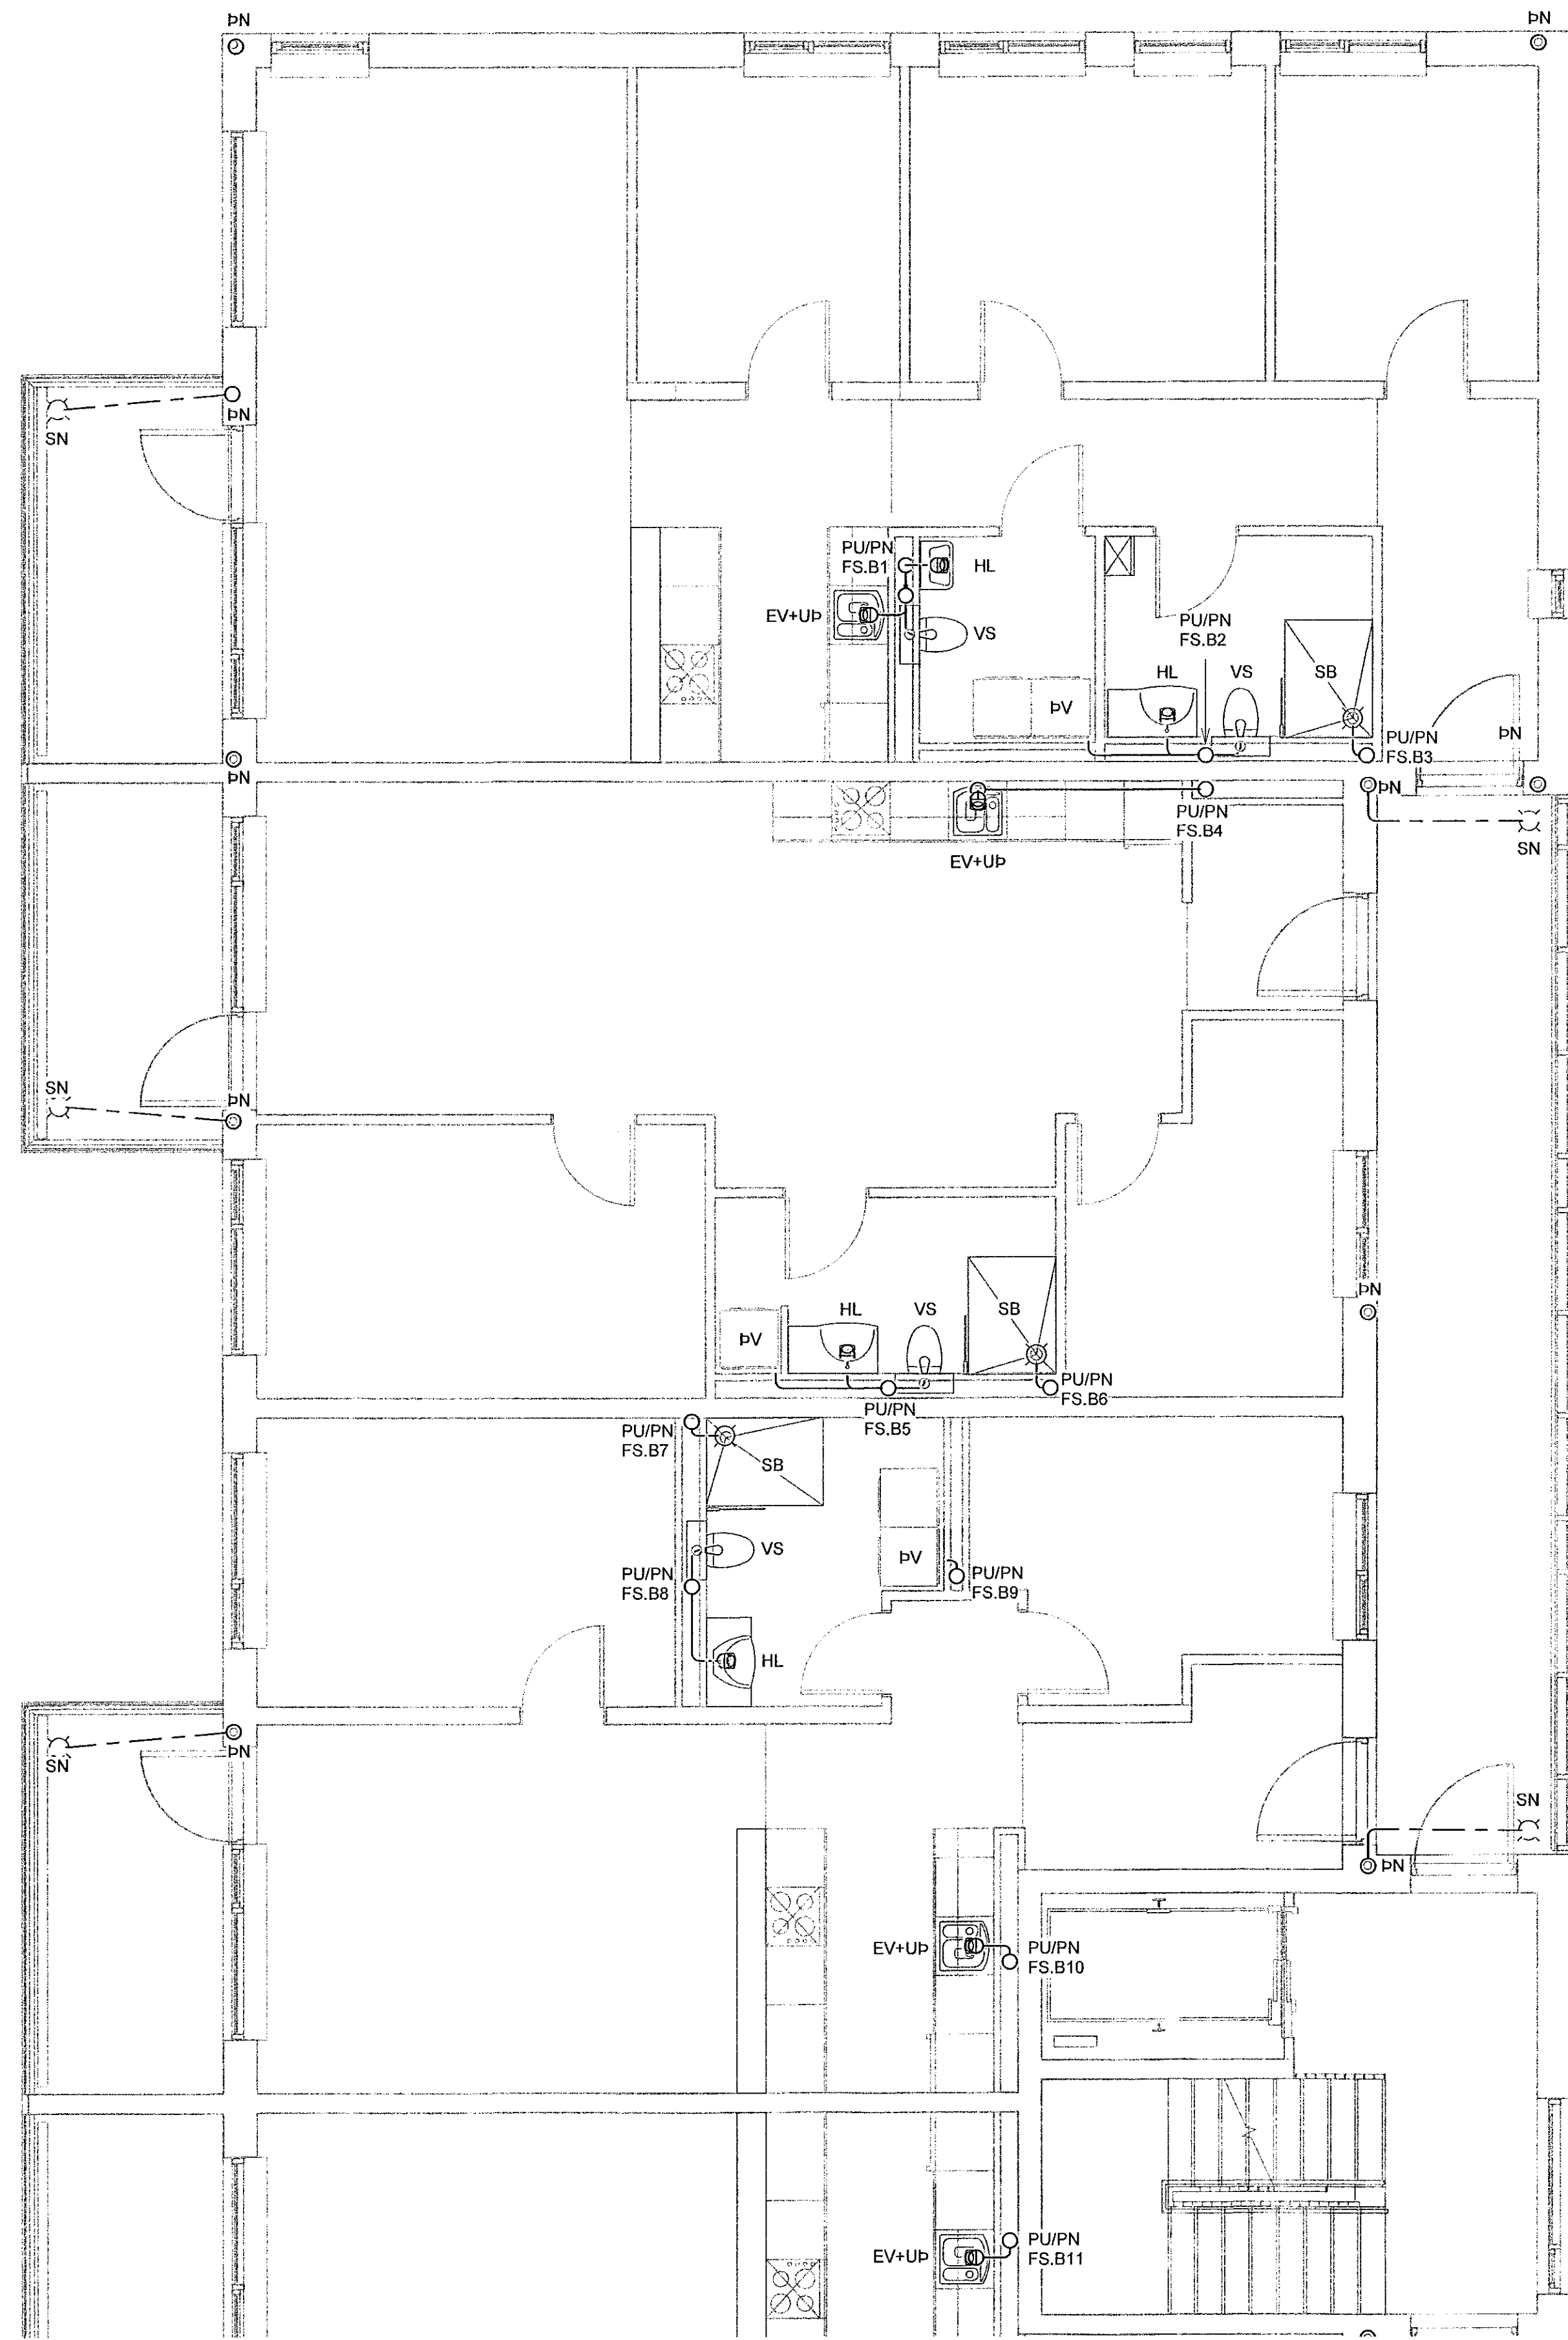 ÞN
ÞN
ÞN
SN
PU/PN
FS.B1
HL
EV+UÞ
VS
PU/PN
FS.B2
HL
VS
SB
ÞV
ÞN
PU/PN
FS.B3
ÞN
ÞN
PU/PN
FS.B4
SN
EV+UÞ
SN
ÞN
ÞN
HL
VS
SB
ÞV
PU/PN
FS.B6
PU/PN
FS.B5
PU/PN
FS.B7
SB
VS
ÞV
PU/PN
FS.B8
PU/PN
FS.B9
HL
ÞN
SN
SN
ÞN
EV+UÞ
PU/PN
FS.B10
PU/PN
FS.B11
EV+UÞ